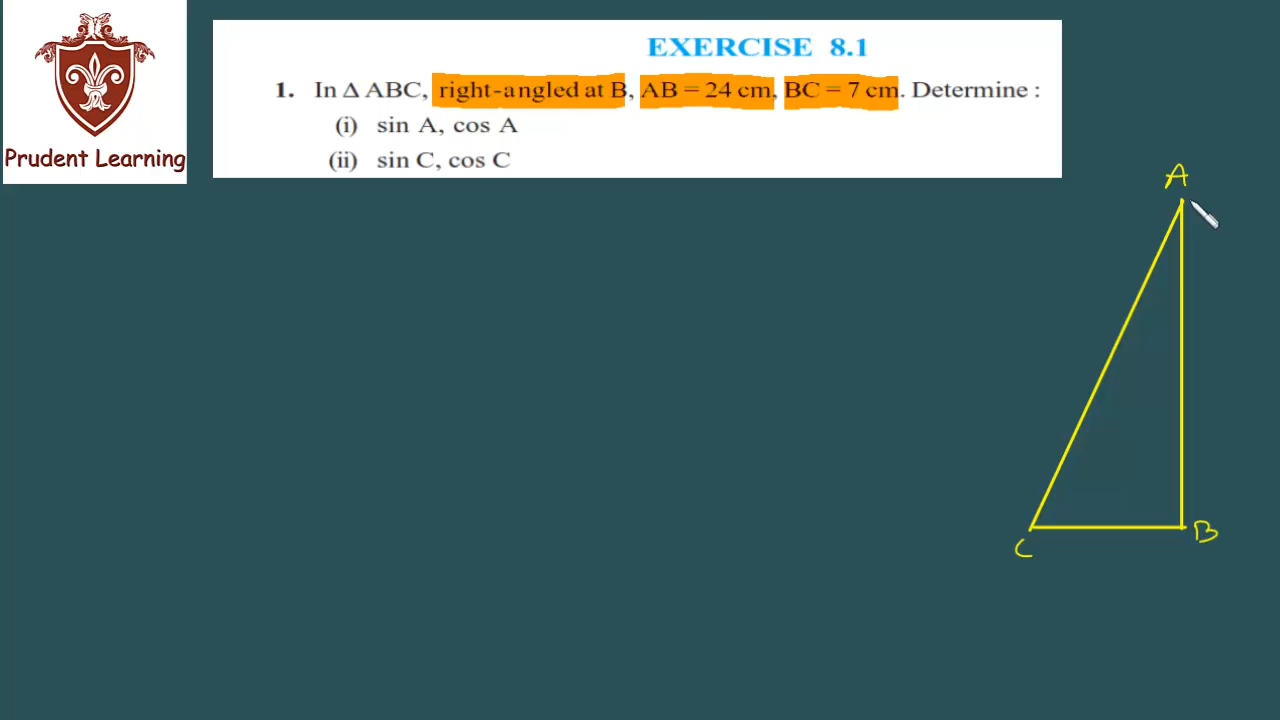 Prudent Learning
EXERCISE 8.1
1. In Δ ABC, right-angled at B, AB = 24 cm, BC = 7 cm. Determine :
(i) sin A, cos A
(ii) sin C, cos C
A
C
B